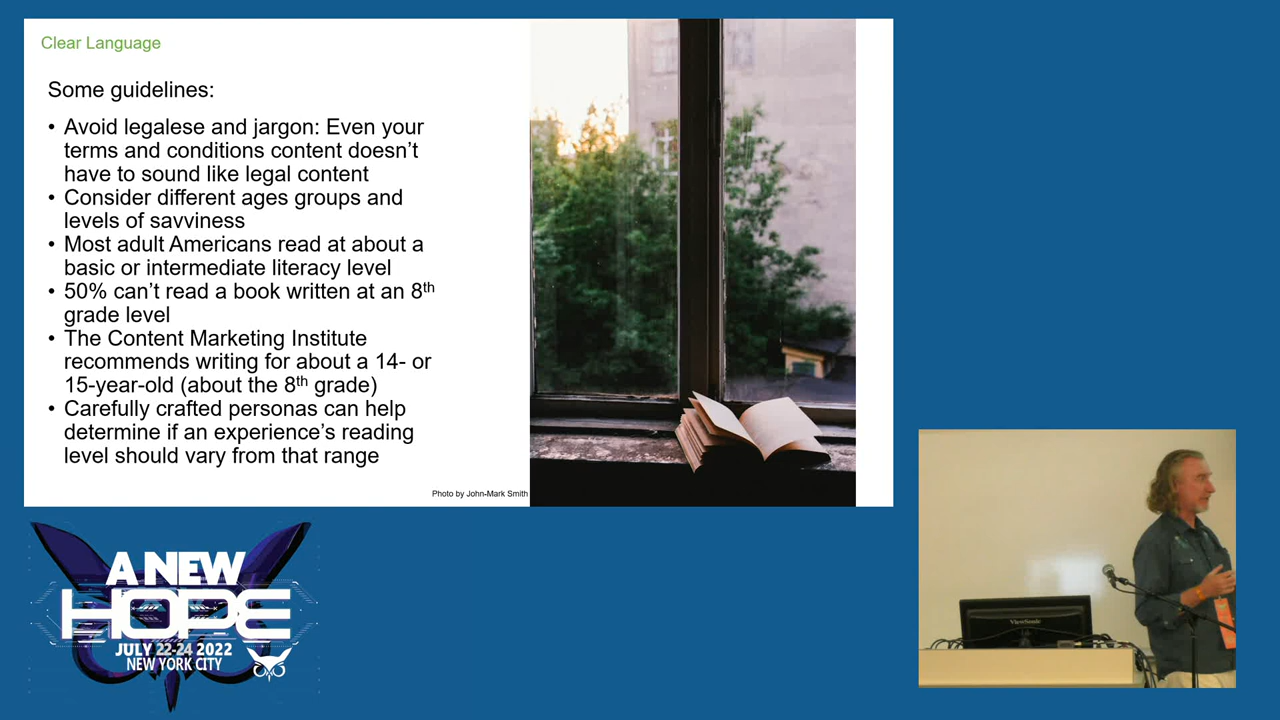 Clear Language
Some guidelines:
• Avoid legalese and jargon: Even your
terms and conditions content doesn't
have to sound like legal content
• Consider different ages groups and
levels of savviness
• Most adult Americans read at about a
basic or intermediate literacy level
• 50% can't read a book written at an 8th
grade level
• The Content Marketing Institute
recommends writing for about a 14- or
15-year-old (about the 8th grade)
• Carefully crafted personas can help
determine if an experience's reading
level should vary from that range
Photo by John-Mark Smith
A NEW
HOPE
JULY 22-24 2022
NEW YORK CITY
ViewSonic